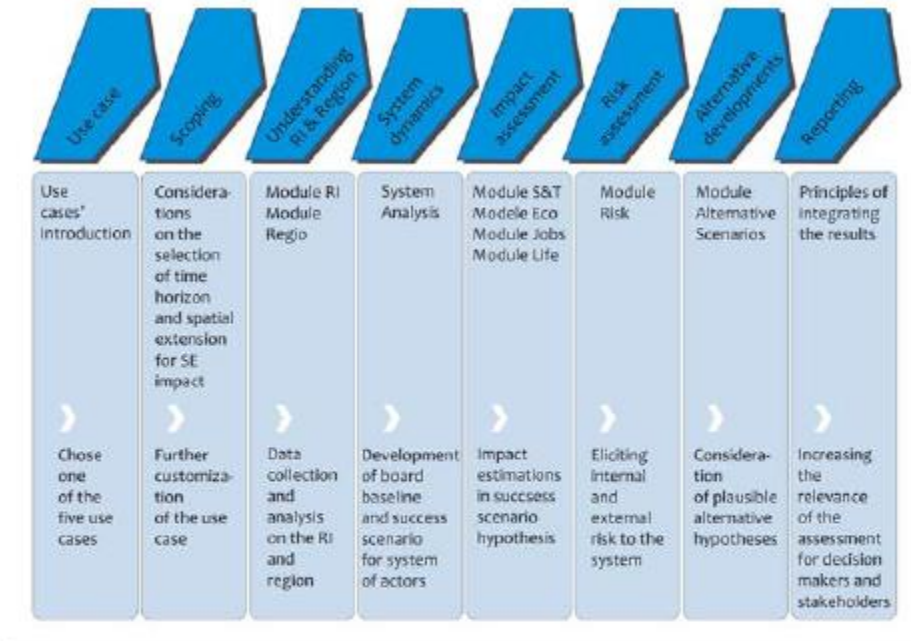 Use case
Scoping
Understanding
RI & Region
System
dynamics
Impact
assessment
Risk
assessment
Alternative
developments
Reporting
Use
cases'
introduction
Considera-
tions
on the
selection
of time
horizon
and spatial
extension
for SE
impact
Module RI
Module
Regio
System
Analysis
Module S&T
Modele Eco
Module Jobs
Module Life
Module
Risk
Module
Alternative
Scenarios
Principles of
integrating
the results
Chose
one
of the
five use
cases
Further
customiza-
tion
of the use
case
Data
collection
and
analysis
on the RI
and
region
Development
of board
baseline
and success
scenario
for system
of actors
Impact
estimations
in succsess
scenario
hypothesis
Eliciting
internal
and
external
risk to the
system
Considera-
tion
of plausible
alternative
hypotheses
Increasing
the
relevance
of the
assessment
for decision
makers and
stakeholders